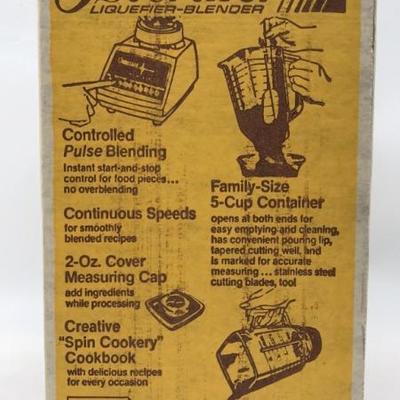 LIQUEFIER-BLENDER
Controlled
Pulse Blending
Instant start-and-stop
control for food pieces...
no overblending
Continuous Speeds
for smoothly
blended recipes
2-Oz. Cover
Measuring Cap
add ingredients
while processing
Creative
"Spin Cookery"
Cookbook
with delicious recipes
for every occasion
Family-Size
5-Cup Container
opens at both ends for
easy emptying and cleaning,
has convenient pouring lip,
tapered cutting well, and
is marked for accurate
measuring ... stainless steel
cutting blades, tool